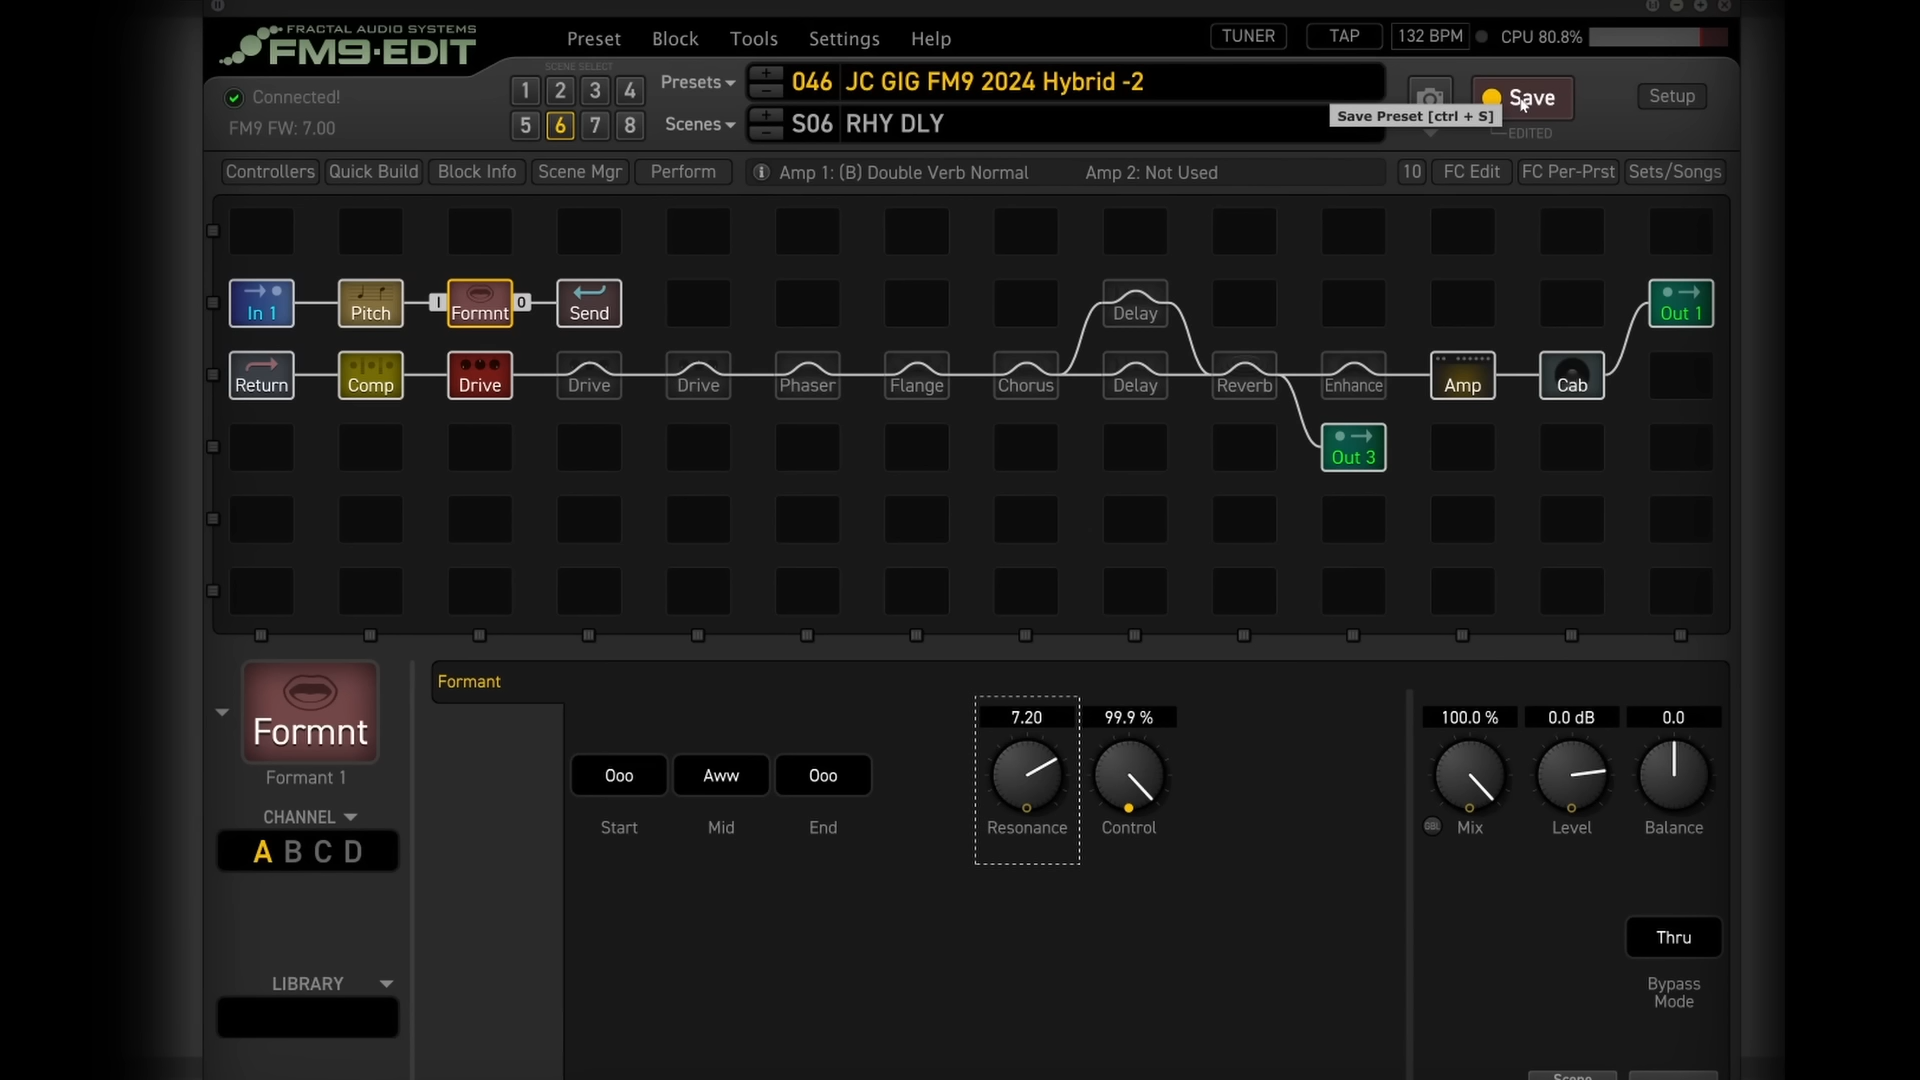 FRACTAL AUDIO SYSTEMS
FM9·EDIT
Preset Block Tools Settings Help
TUNER TAP 132 BPM CPU 80.8%
Connected!
FM9 FW: 7.00
SCENE SELECT
1 2 3 4
5 6 7 8
Presets 046 JC GIG FM9 2024 Hybrid -2
Scenes S06 RHY DLY
Save
Save Preset [ctrl + S]
EDITED
Setup
Controllers Quick Build Block Info Scene Mgr Perform Amp 1: (B) Double Verb Normal Amp 2: Not Used 10 FC Edit FC Per-Prst Sets/Songs
In 1 Pitch I Formnt O Send Delay Out 1
Return Comp Drive Drive Drive Phaser Flange Chorus Delay Reverb Enhance Amp Cab
Out 3
Formnt
Formant 1
CHANNEL
A B C D
LIBRARY
Formant
Ooo Aww Ooo
Start Mid End
7.20 99.9 %
Resonance Control
100.0 % 0.0 dB 0.0
GBL Mix Level Balance
Thru
Bypass
Mode
Scene